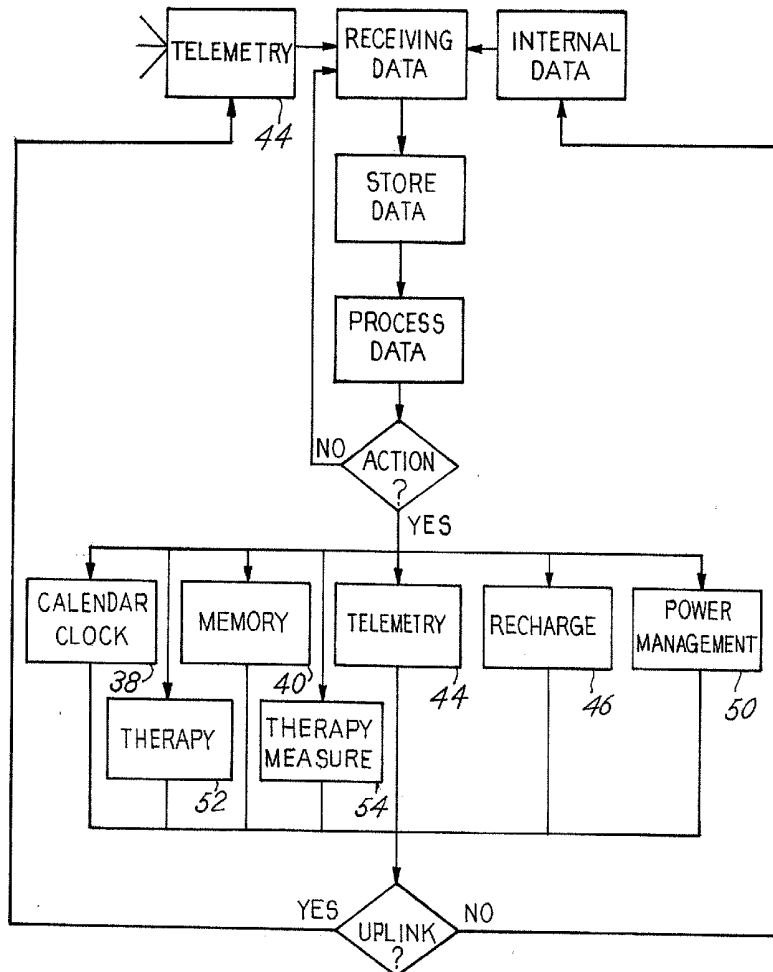 TELEMETRY
44
RECEIVING
DATA
INTERNAL
DATA
STORE
DATA
PROCESS
DATA
NO
ACTION
?
YES
CALENDAR
CLOCK
38
MEMORY
40
TELEMETRY
44
RECHARGE
46
POWER
MANAGEMENT
50
THERAPY
52
THERAPY
MEASURE
54
YES
UPLINK
?
NO